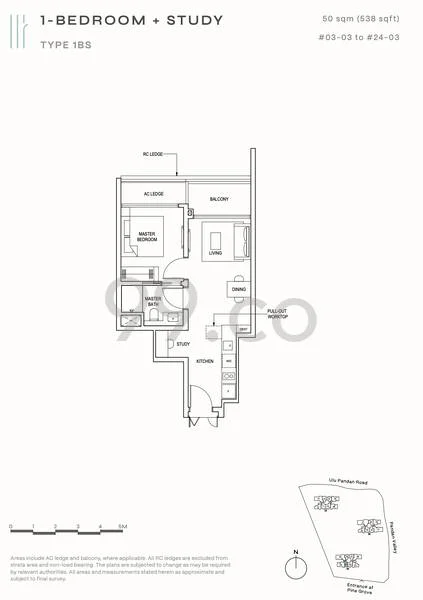 1-BEDROOM + STUDY
TYPE 1BS
50 sqm (538 sqft)
#03-03 to #24-03
RC LEDGE
AC LEDGE
BALCONY
MASTER
BEDROOM
LIVING
DINING
MASTER
BATH
PULL-OUT
WORKTOP
STUDY
KITCHEN
99.co
0 1 2 3 4 5M
Areas include AC ledge and balcony, where applicable. All RC ledges are excluded from
strata area and non-load bearing. The plans are subjected to change as may be required
by relevant authorities. All areas and measurements stated herein as approximate and
subject to final survey.
N
Ulu Pandan Road
Pandan Valley
Entrance at
Pine Grove